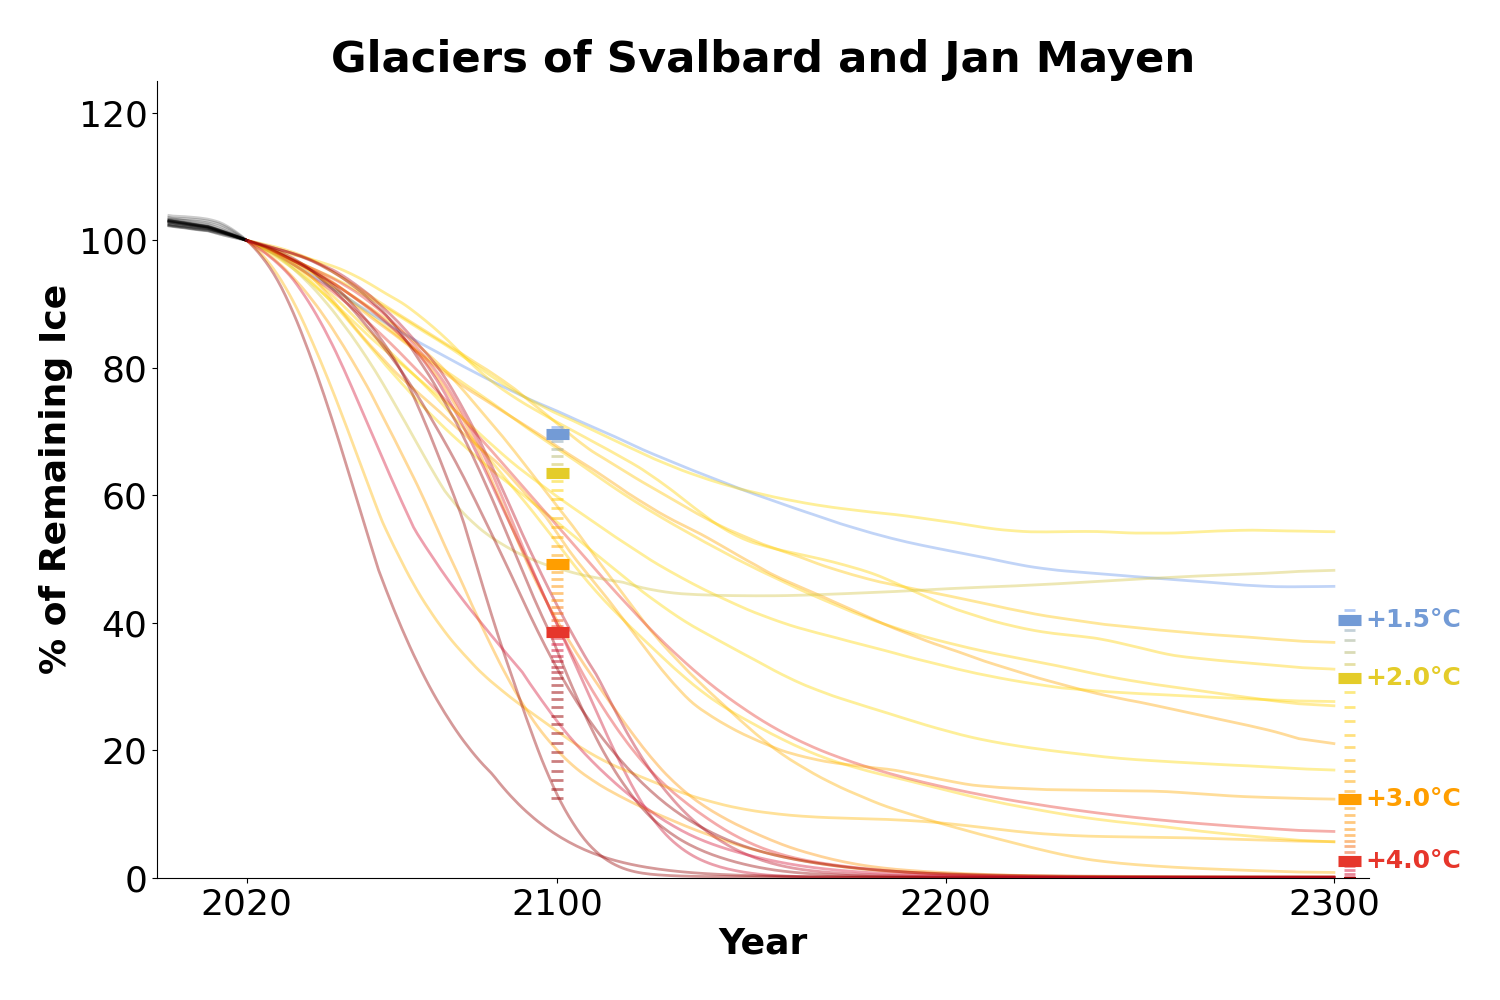 Glaciers of Svalbard and Jan Mayen
120
100
80
60
40
20
0
% of Remaining Ice
2020
2100
2200
2300
Year
+1.5°C
+2.0°C
+3.0°C
+4.0°C